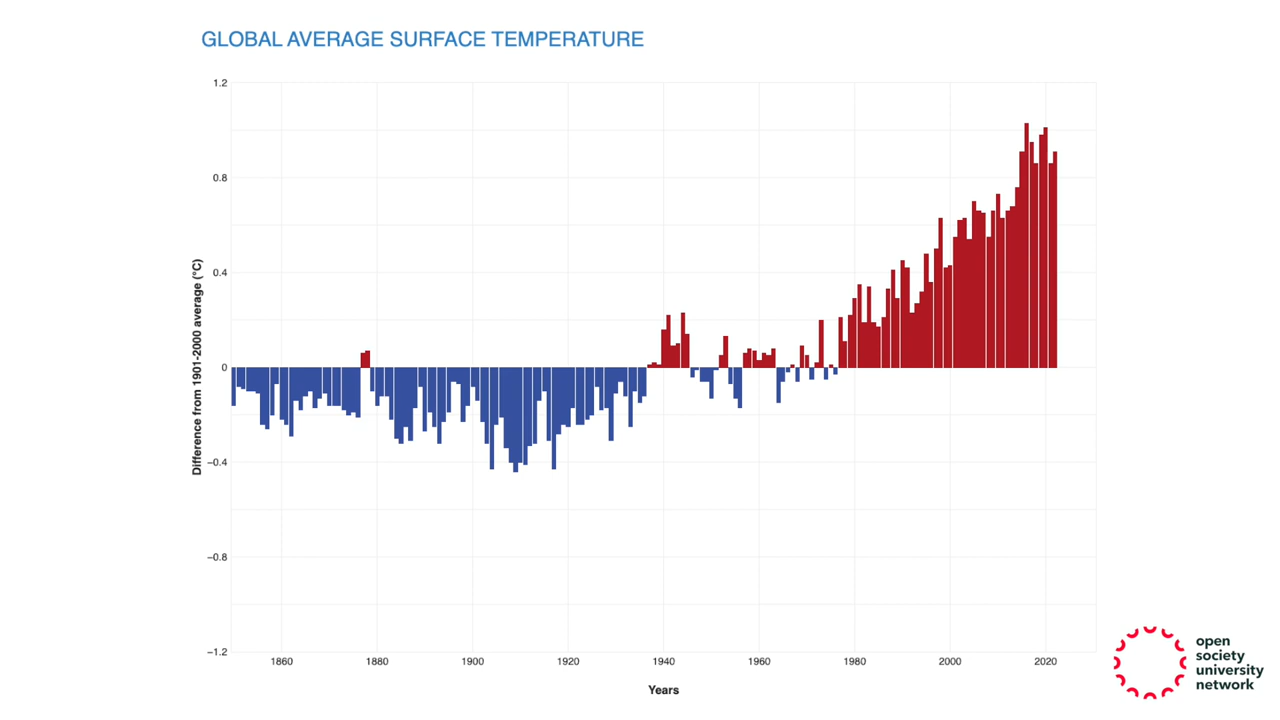 GLOBAL AVERAGE SURFACE TEMPERATURE
Difference from 1901-2000 average (°C)
1.2
0.8
0.4
0
−0.4
−0.8
−1.2
1860 1880 1900 1920 1940 1960 1980 2000 2020
Years
open
society
university
network